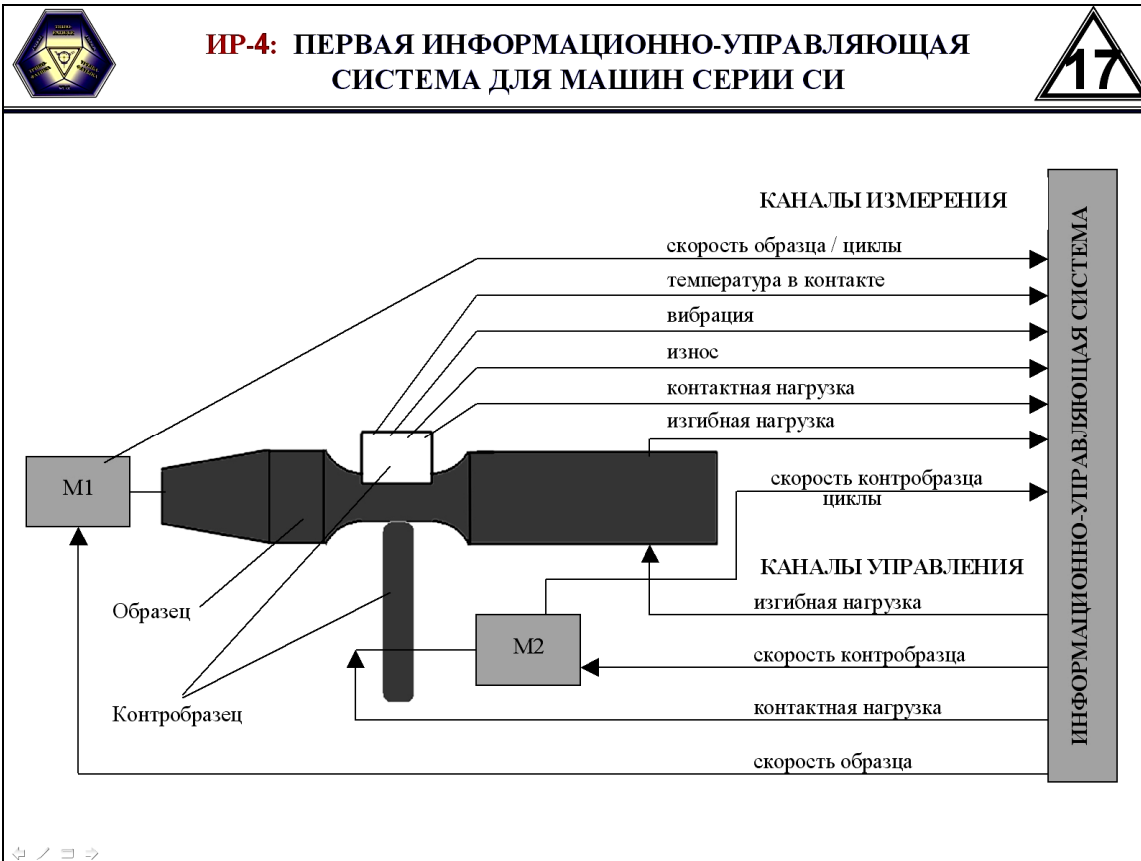 ИР-4: ПЕРВАЯ ИНФОРМАЦИОННО-УПРАВЛЯЮЩАЯ
СИСТЕМА ДЛЯ МАШИН СЕРИИ СИ
17
КАНАЛЫ ИЗМЕРЕНИЯ
скорость образца / циклы
температура в контакте
вибрация
износ
контактная нагрузка
изгибная нагрузка
М1
скорость контробразца
циклы
КАНАЛЫ УПРАВЛЕНИЯ
изгибная нагрузка
Образец
М2
скорость контробразца
контактная нагрузка
Контробразец
скорость образца
ИНФОРМАЦИОННО-УПРАВЛЯЮЩАЯ СИСТЕМА